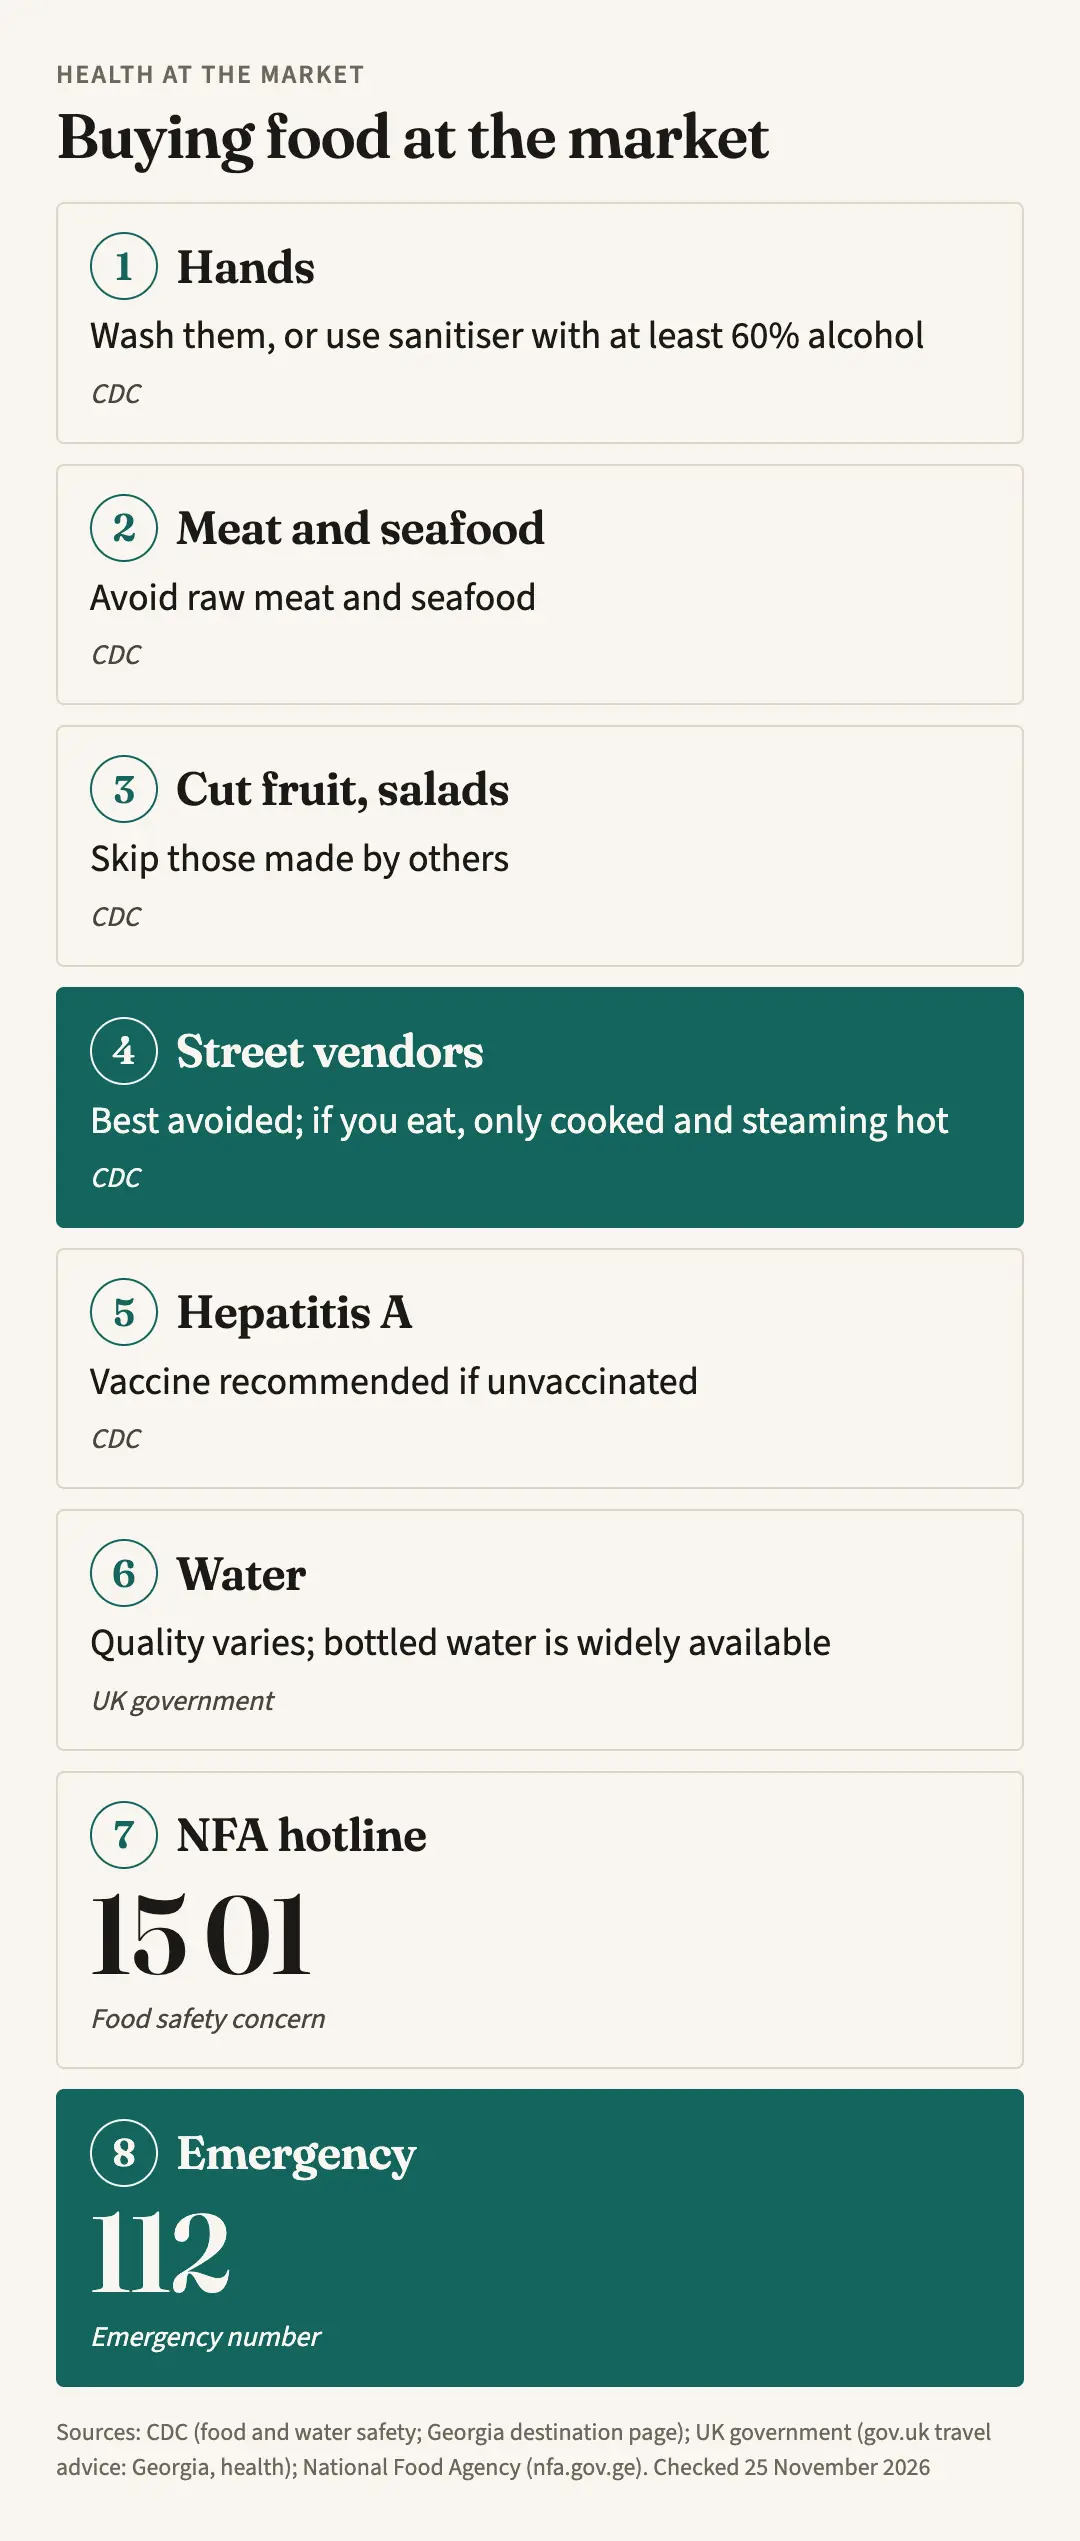 HEALTH AT THE MARKET
Buying food at the market
1 Hands
Wash them, or use sanitiser with at least 60% alcohol
CDC
2 Meat and seafood
Avoid raw meat and seafood
CDC
3 Cut fruit, salads
Skip those made by others
CDC
4 Street vendors
Best avoided; if you eat, only cooked and steaming hot
CDC
5 Hepatitis A
Vaccine recommended if unvaccinated
CDC
6 Water
Quality varies; bottled water is widely available
UK government
7 NFA hotline
15 01
Food safety concern
8 Emergency
112
Emergency number
Sources: CDC (food and water safety; Georgia destination page); UK government (gov.uk travel
advice: Georgia, health); National Food Agency (nfa.gov.ge). Checked 25 November 2026